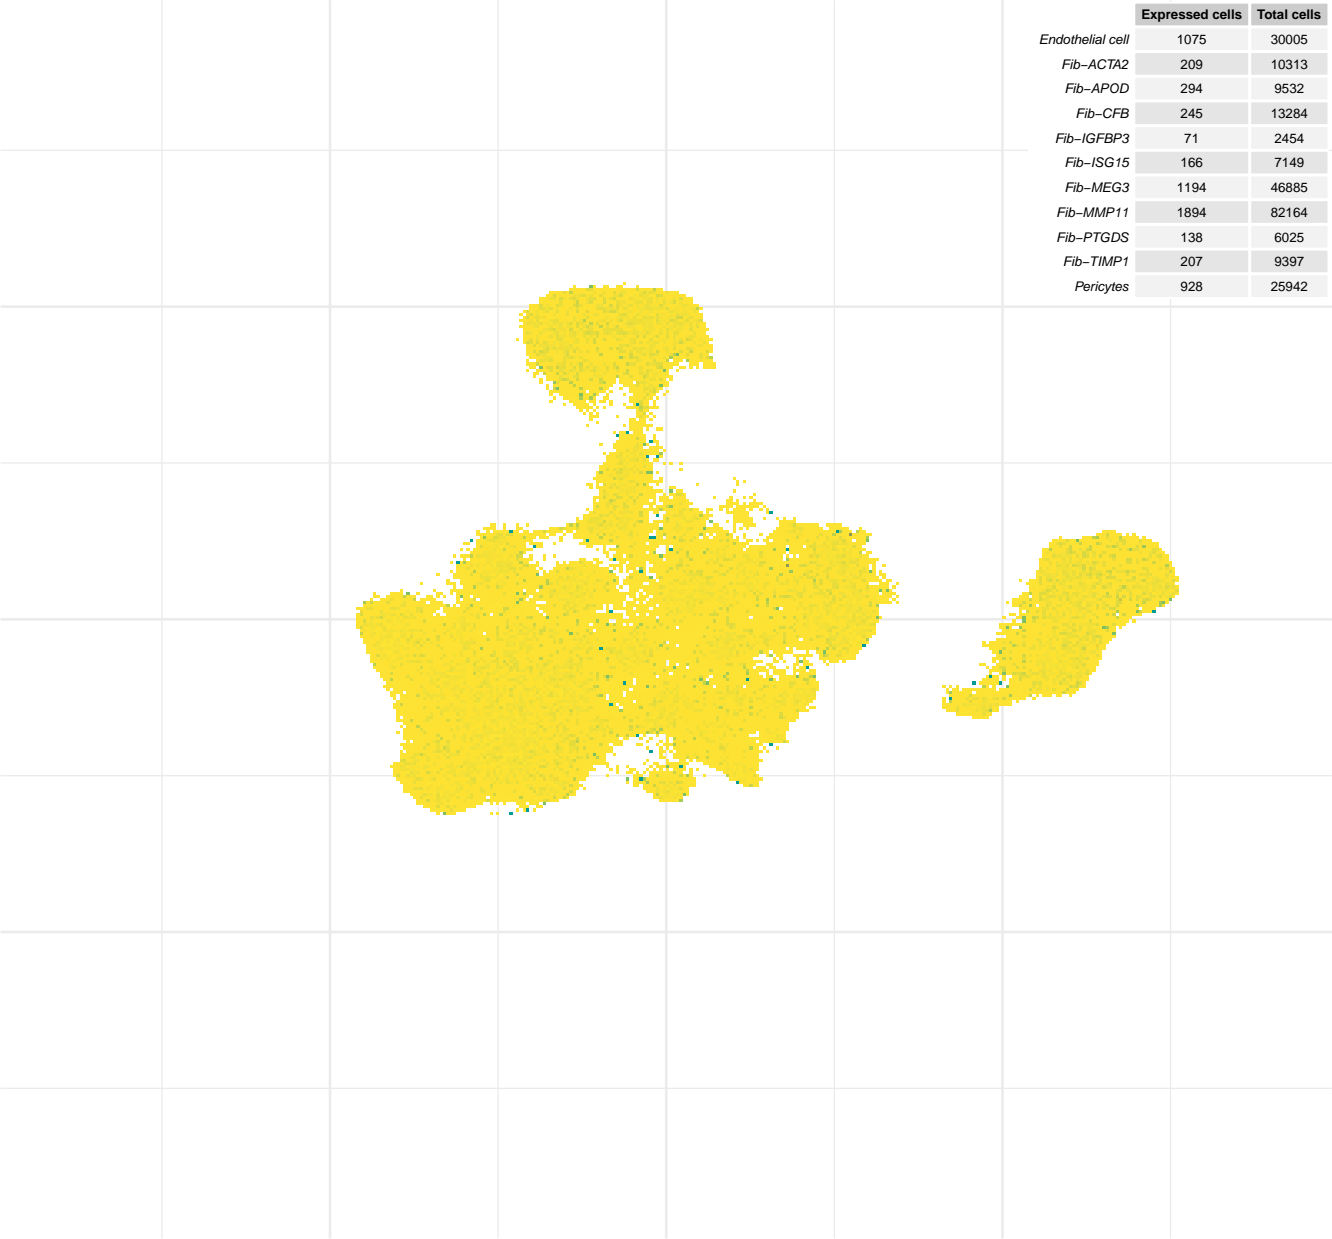 Expressed cells Total cells
Endothelial cell 1075 30005
Fib−ACTA2 209 10313
Fib−APOD 294 9532
Fib−CFB 245 13284
Fib−IGFBP3 71 2454
Fib−ISG15 166 7149
Fib−MEG3 1194 46885
Fib−MMP11 1894 82164
Fib−PTGDS 138 6025
Fib−TIMP1 207 9397
Pericytes 928 25942